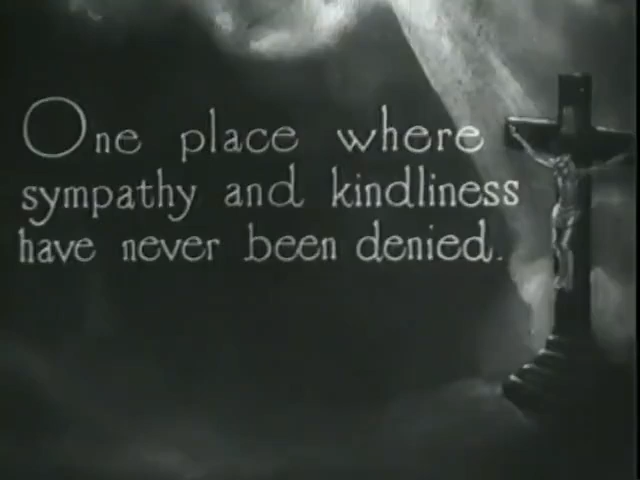 One place where
sympathy and kindliness
have never been denied.